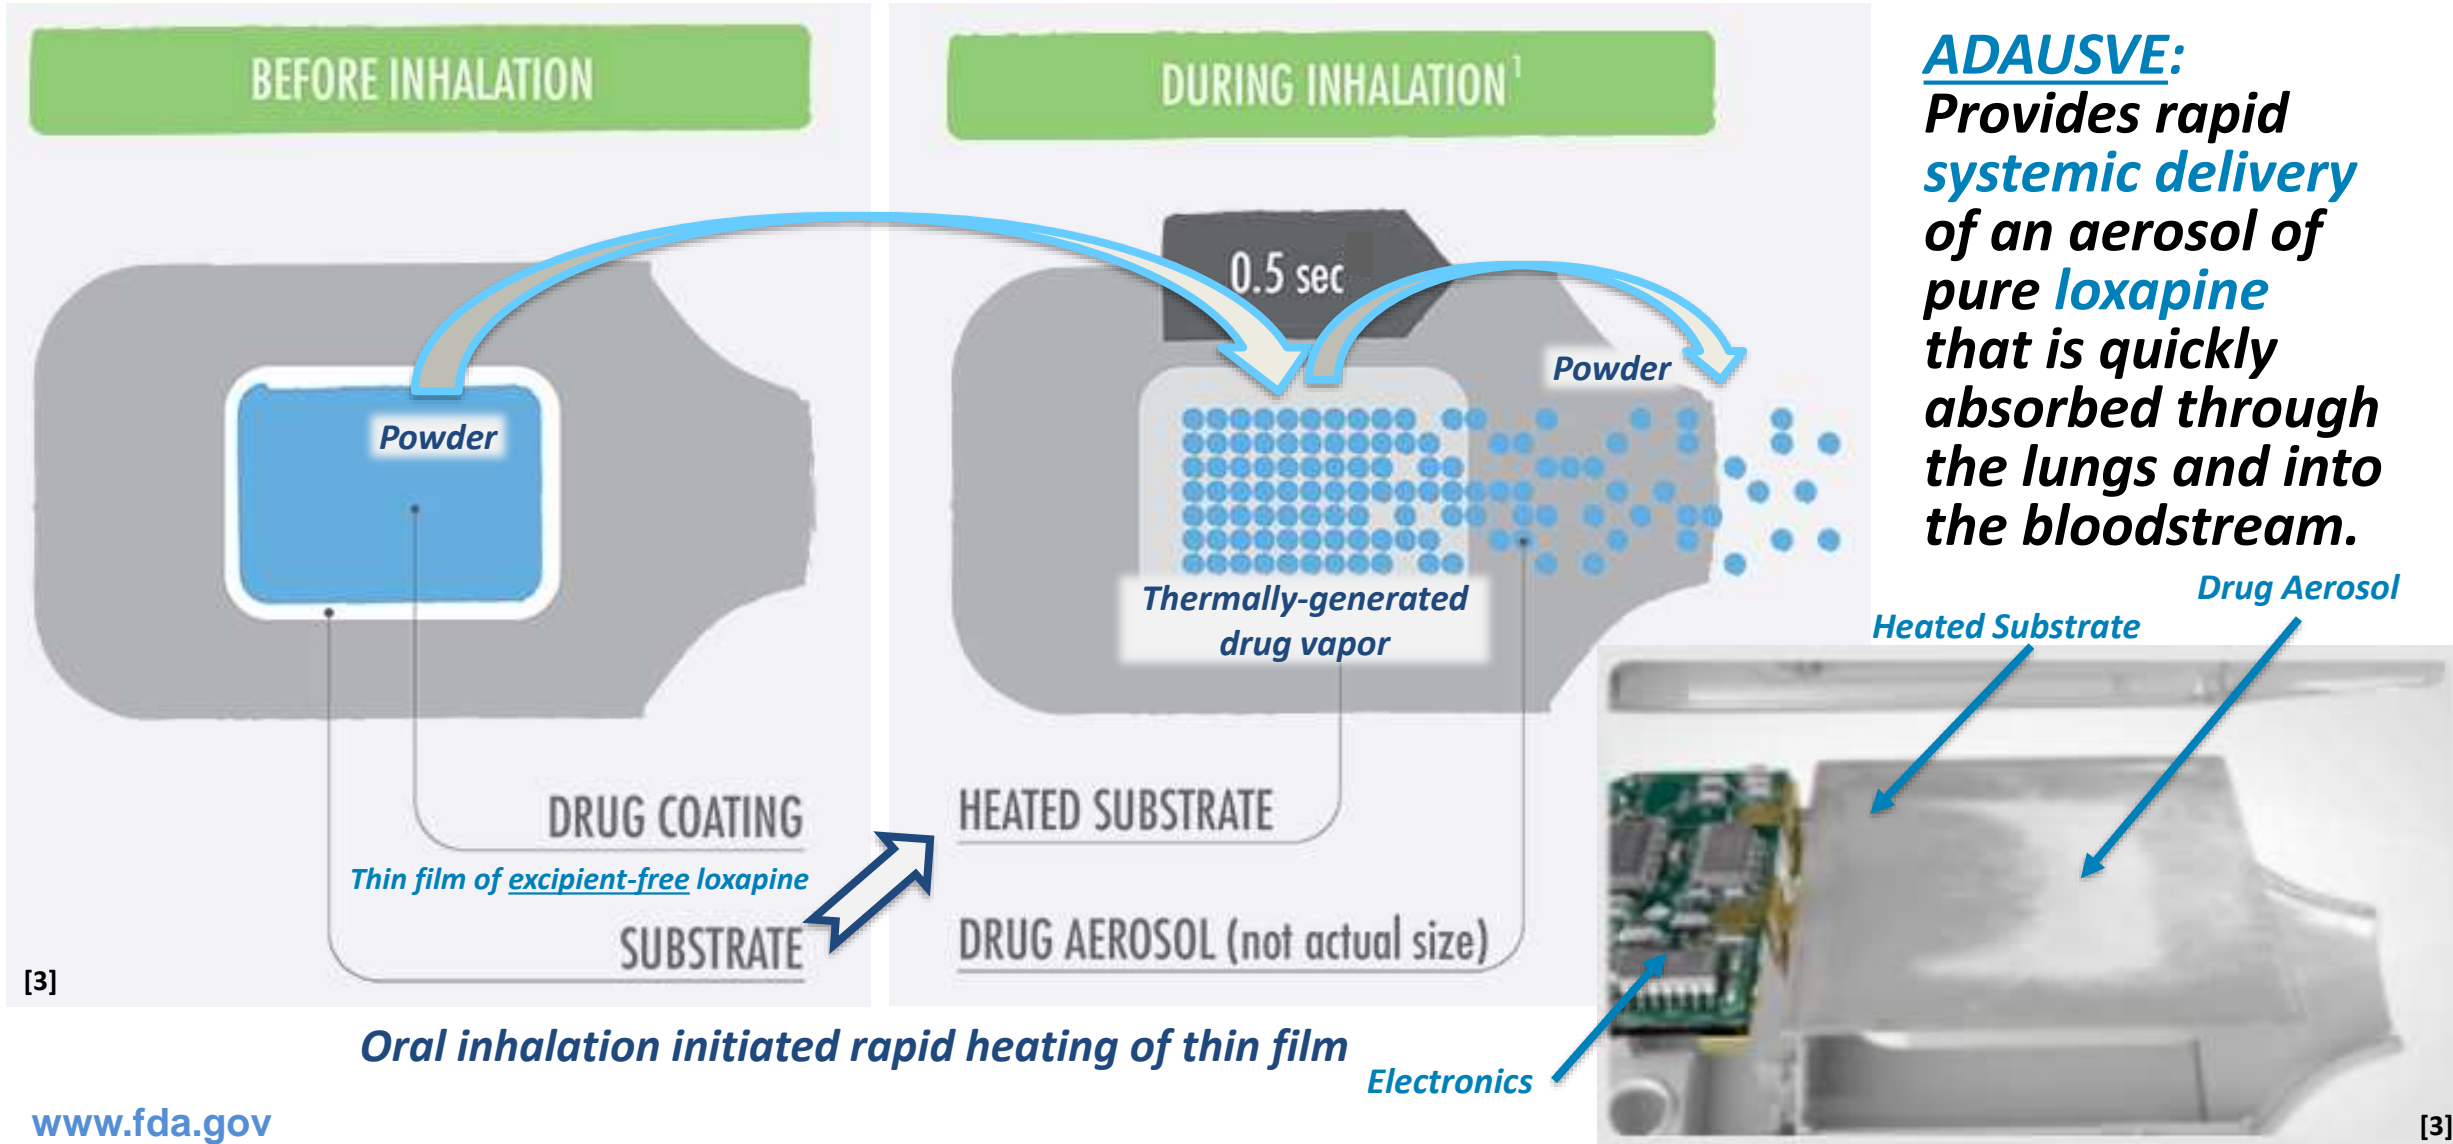 BEFORE INHALATION
Powder
DRUG COATING
Thin film of excipient-free loxapine
SUBSTRATE
[3]
DURING INHALATION1
0.5 sec
Powder
Thermally-generated
drug vapor
HEATED SUBSTRATE
DRUG AEROSOL (not actual size)
ADAUSVE:
Provides rapid
systemic delivery
of an aerosol of
pure loxapine
that is quickly
absorbed through
the lungs and into
the bloodstream.
Drug Aerosol
Heated Substrate
Electronics
[3]
Oral inhalation initiated rapid heating of thin film
www.fda.gov